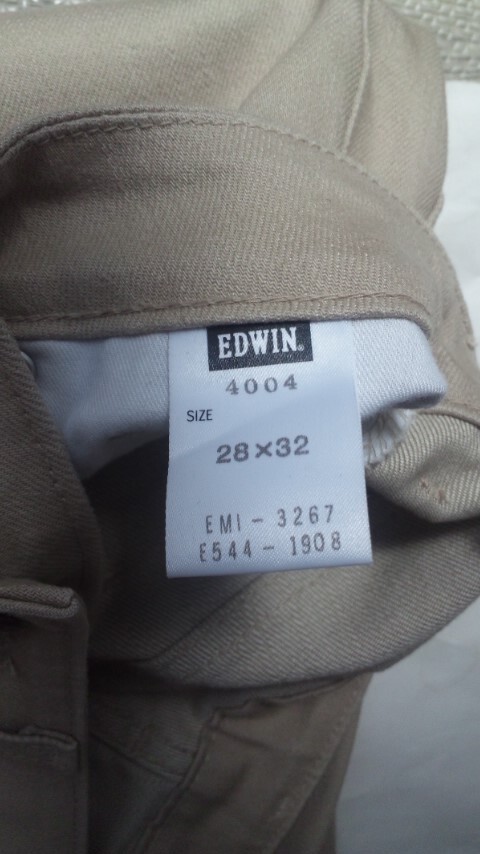 EDWIN®
4004
SIZE
28×32
EMI - 3267
E544 - 1908